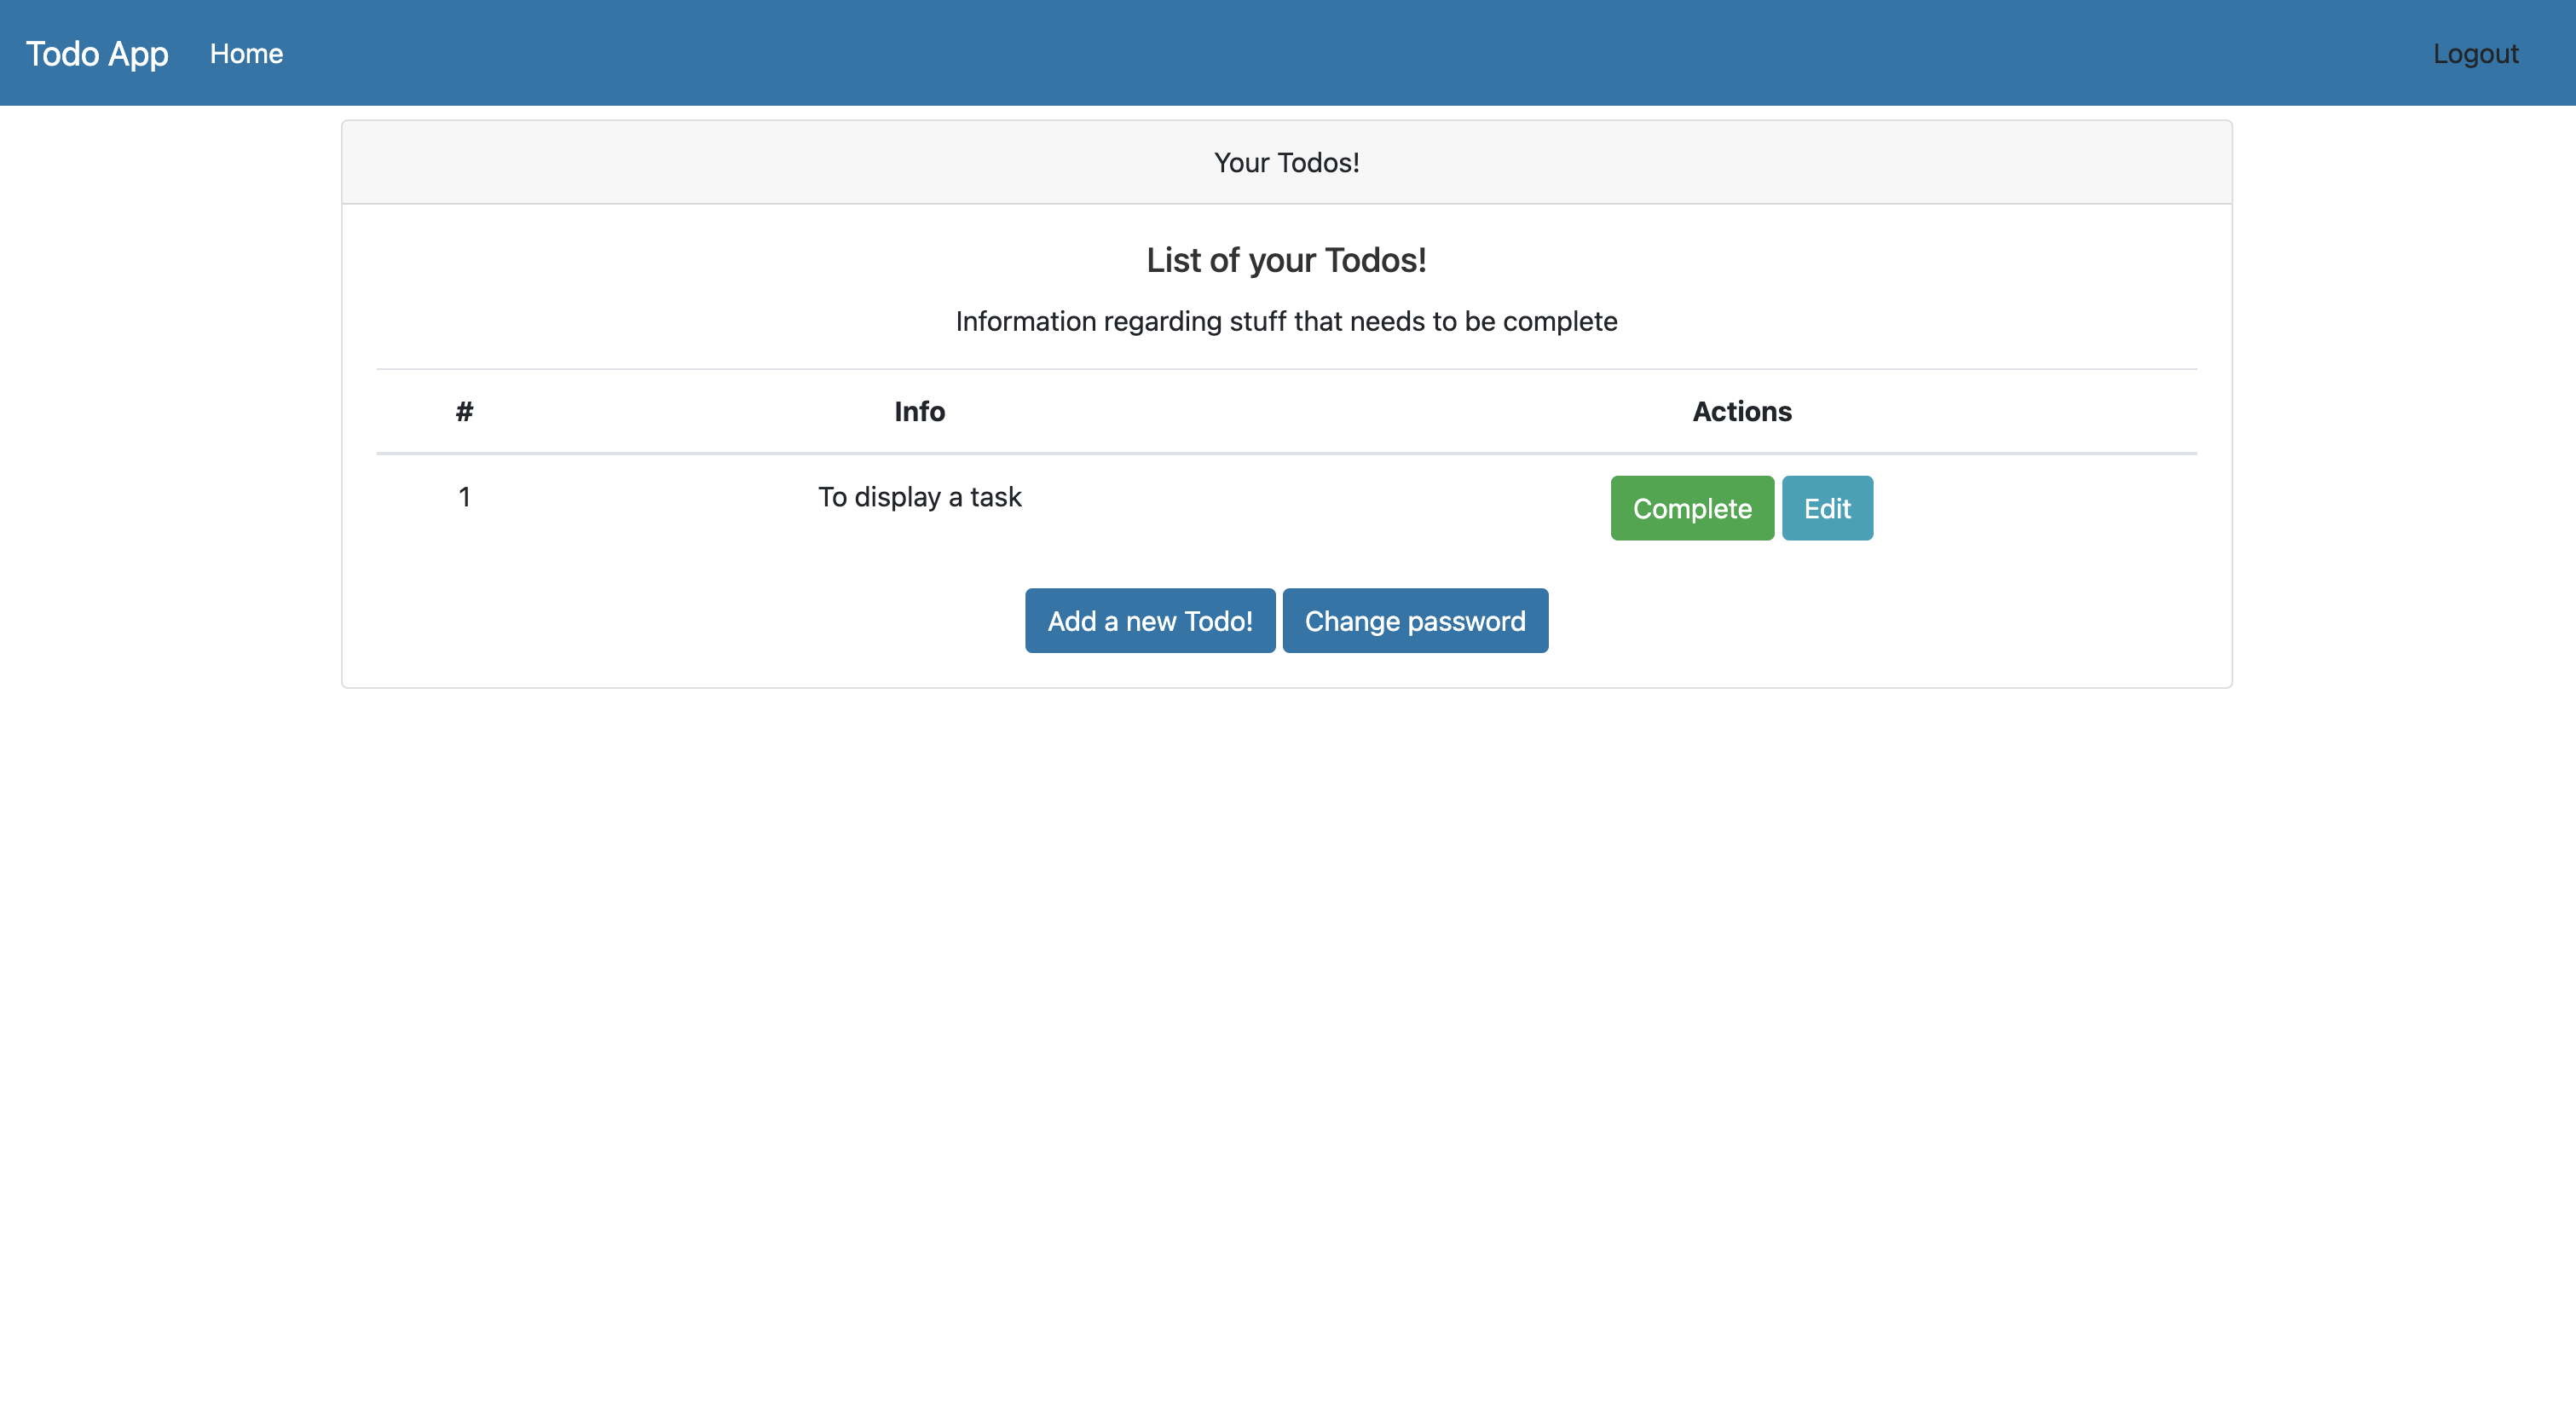 Todo App Home Logout
Your Todos!
List of your Todos!
Information regarding stuff that needs to be complete
# Info Actions
1 To display a task Complete Edit
Add a new Todo! Change password